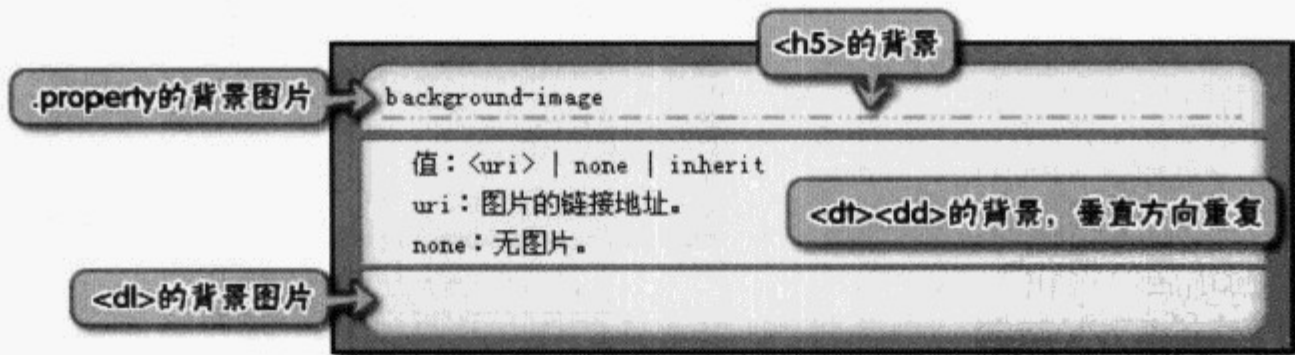 <h5>的背景
.property的背景图片
background-image
值：<uri> | none | inherit
uri：图片的链接地址。
<dt><dd>的背景，垂直方向重复
none：无图片。
<dl>的背景图片